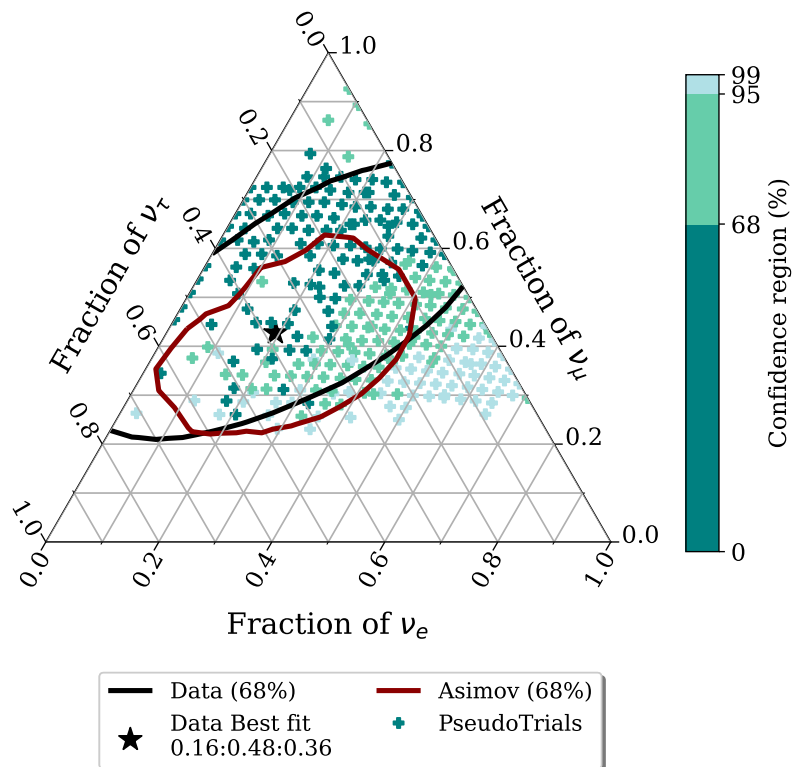 0.0
1.0
0.2
0.8
0.4
0.6
0.6
0.4
0.8
0.2
1.0
0.0
0.0
0.2
0.4
0.6
0.8
1.0
Fraction of ντ
Fraction of νμ
Fraction of νe
99
95
68
0
Confidence region (%)
Data (68%)
Asimov (68%)
Data Best fit
0.16:0.48:0.36
PseudoTrials